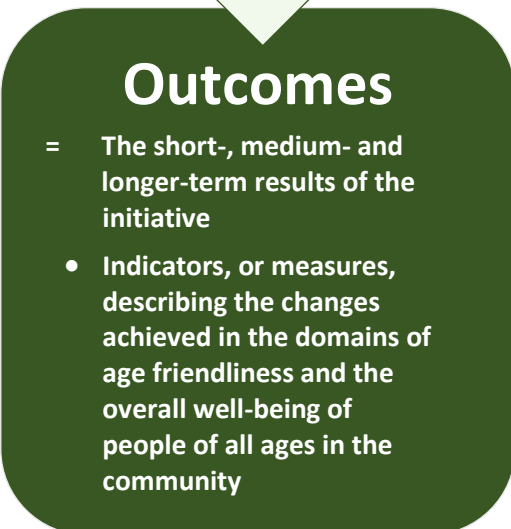 Outcomes
= The short-, medium- and
longer-term results of the
initiative
• Indicators, or measures,
describing the changes
achieved in the domains of
age friendliness and the
overall well-being of
people of all ages in the
community